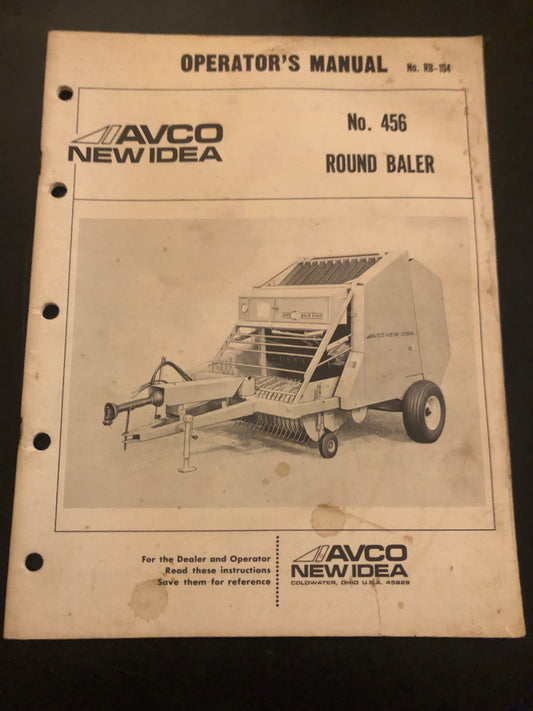 OPERATOR'S MANUAL No. RB-104
AVCO
NEW IDEA
No. 456
ROUND BALER
AVCO NEW IDEA
For the Dealer and Operator
Read these instructions
Save them for reference
AVCO
NEW IDEA
COLDWATER, OHIO U.S.A. 45828